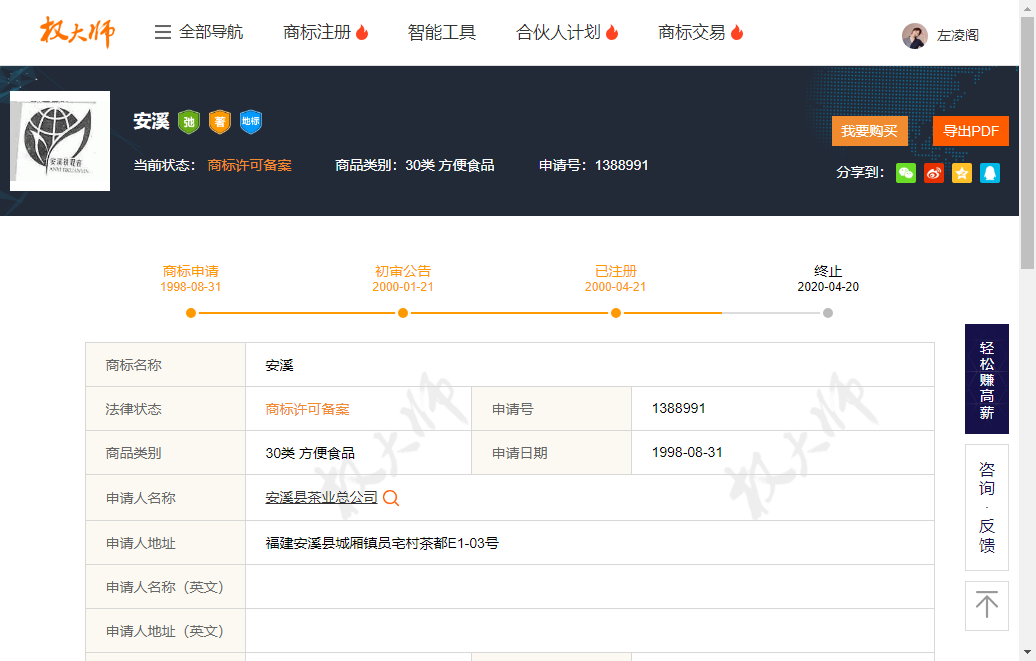 权大师
全部导航
商标注册
智能工具
合伙人计划
商标交易
左凌阁
安溪
驰
著
地标
我要购买
导出PDF
当前状态：
商标许可备案
商品类别：30类 方便食品
申请号：1388991
分享到：
安溪铁观音
ANXITIEKUANYIN
商标申请
初审公告
已注册
终止
1998-08-31
2000-01-21
2000-04-21
2020-04-20
商标名称
安溪
法律状态
商标许可备案
申请号
1388991
商品类别
30类 方便食品
申请日期
1998-08-31
申请人名称
安溪县茶业总公司
申请人地址
福建安溪县城厢镇员宅村茶都E1-03号
申请人名称（英文）
申请人地址（英文）
权大师
权大师
轻松赚高薪
咨询·反馈